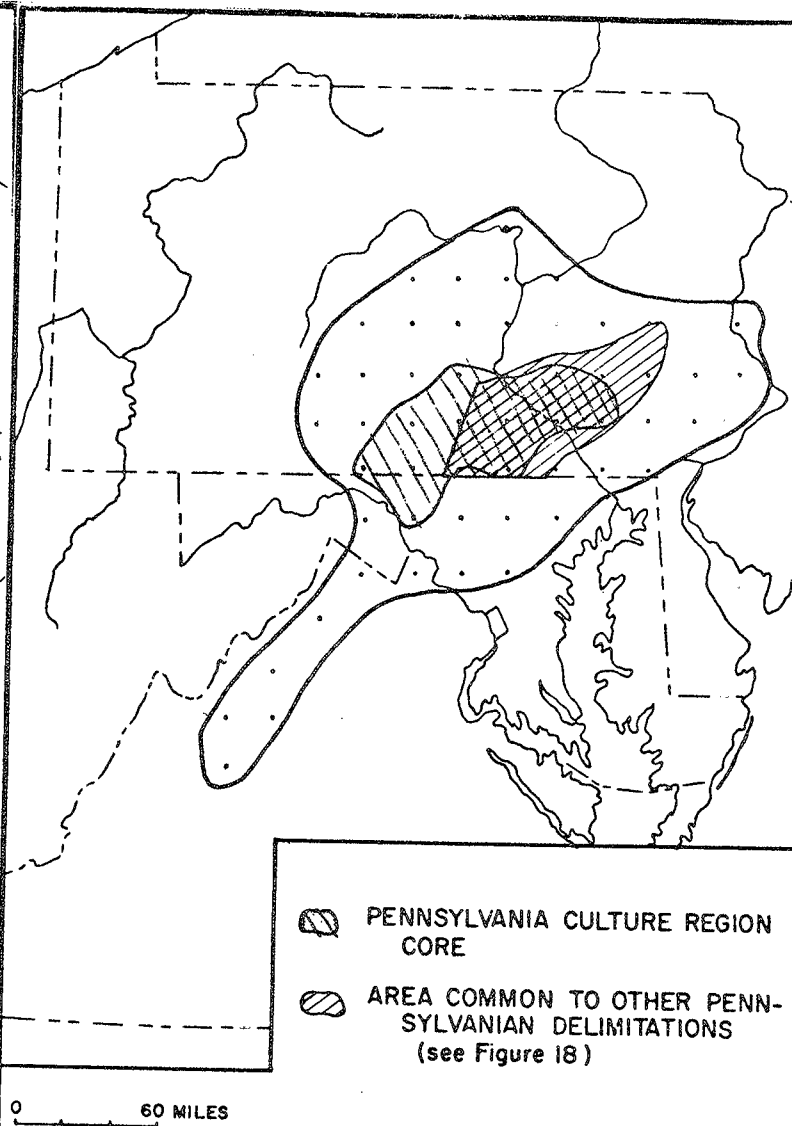 PENNSYLVANIA CULTURE REGION
CORE
AREA COMMON TO OTHER PENN-
SYLVANIAN DELIMITATIONS
(see Figure 18)
0 60 MILES